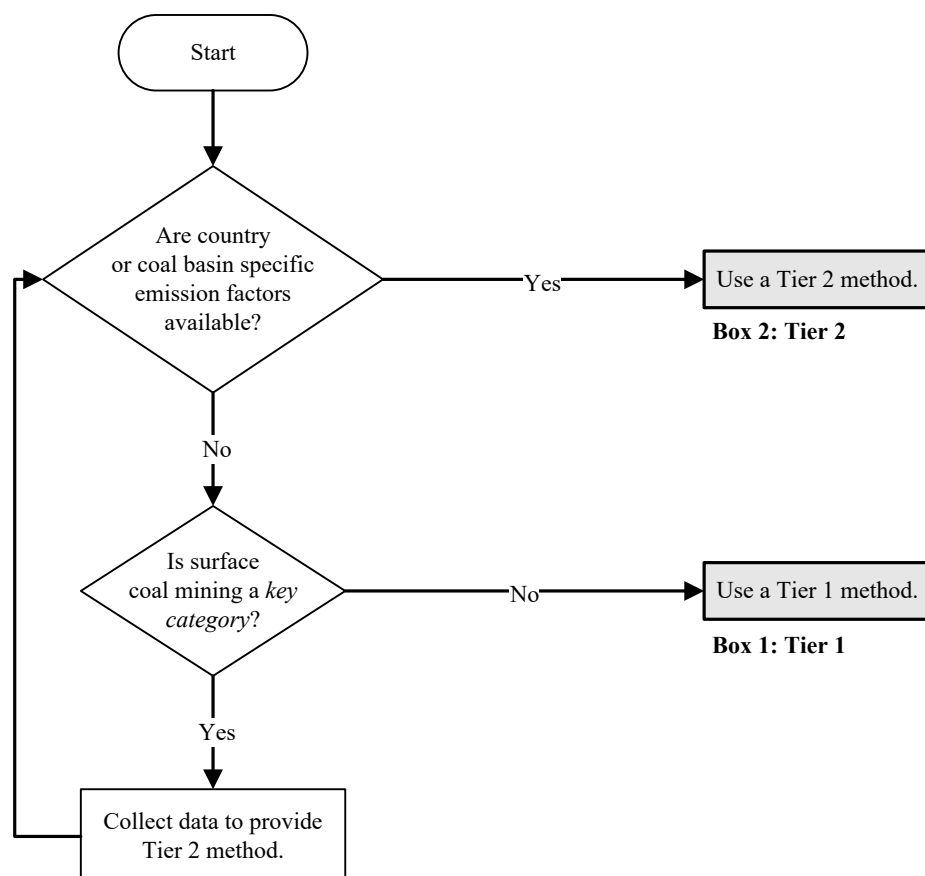 Start
Are country
or coal basin specific
emission factors
available?
Yes
Use a Tier 2 method.
Box 2: Tier 2
No
Is surface
coal mining a key
category?
No
Use a Tier 1 method.
Box 1: Tier 1
Yes
Collect data to provide
Tier 2 method.